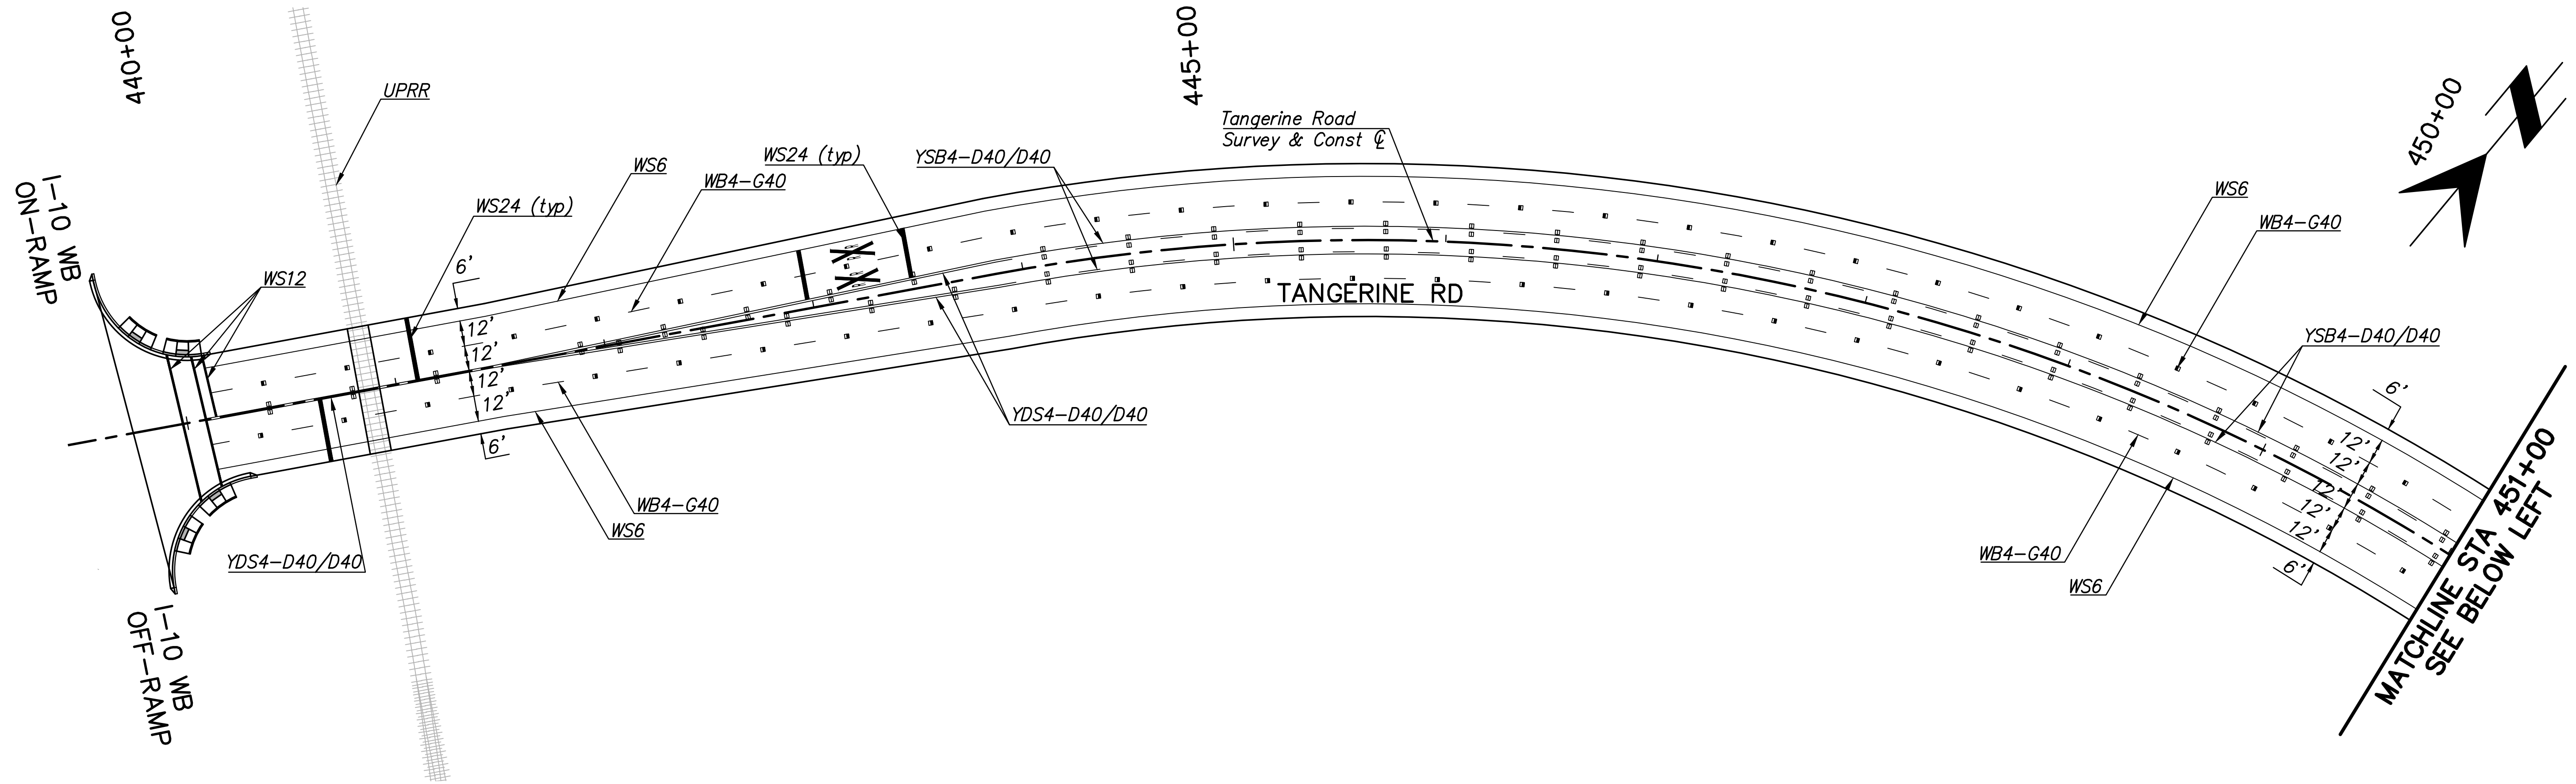 440+00
445+00
450+00
UPRR
Tangerine Road
Survey & Const ℄
WS6
WS24 (typ)
YSB4-D40/D40
WB4-G40
I-10 WB
ON-RAMP
WS24 (typ)
WS6
WB4-G40
WS12
6'
12'
12'
12'
12'
6'
R
R
R
R
TANGERINE RD
YSB4-D40/D40
6'
YDS4-D40/D40
12'
12'
12'
12'
12'
6'
WB4-G40
WS6
YDS4-D40/D40
WB4-G40
WS6
I-10 WB
OFF-RAMP
MATCHLINE STA 451+00
SEE BELOW LEFT